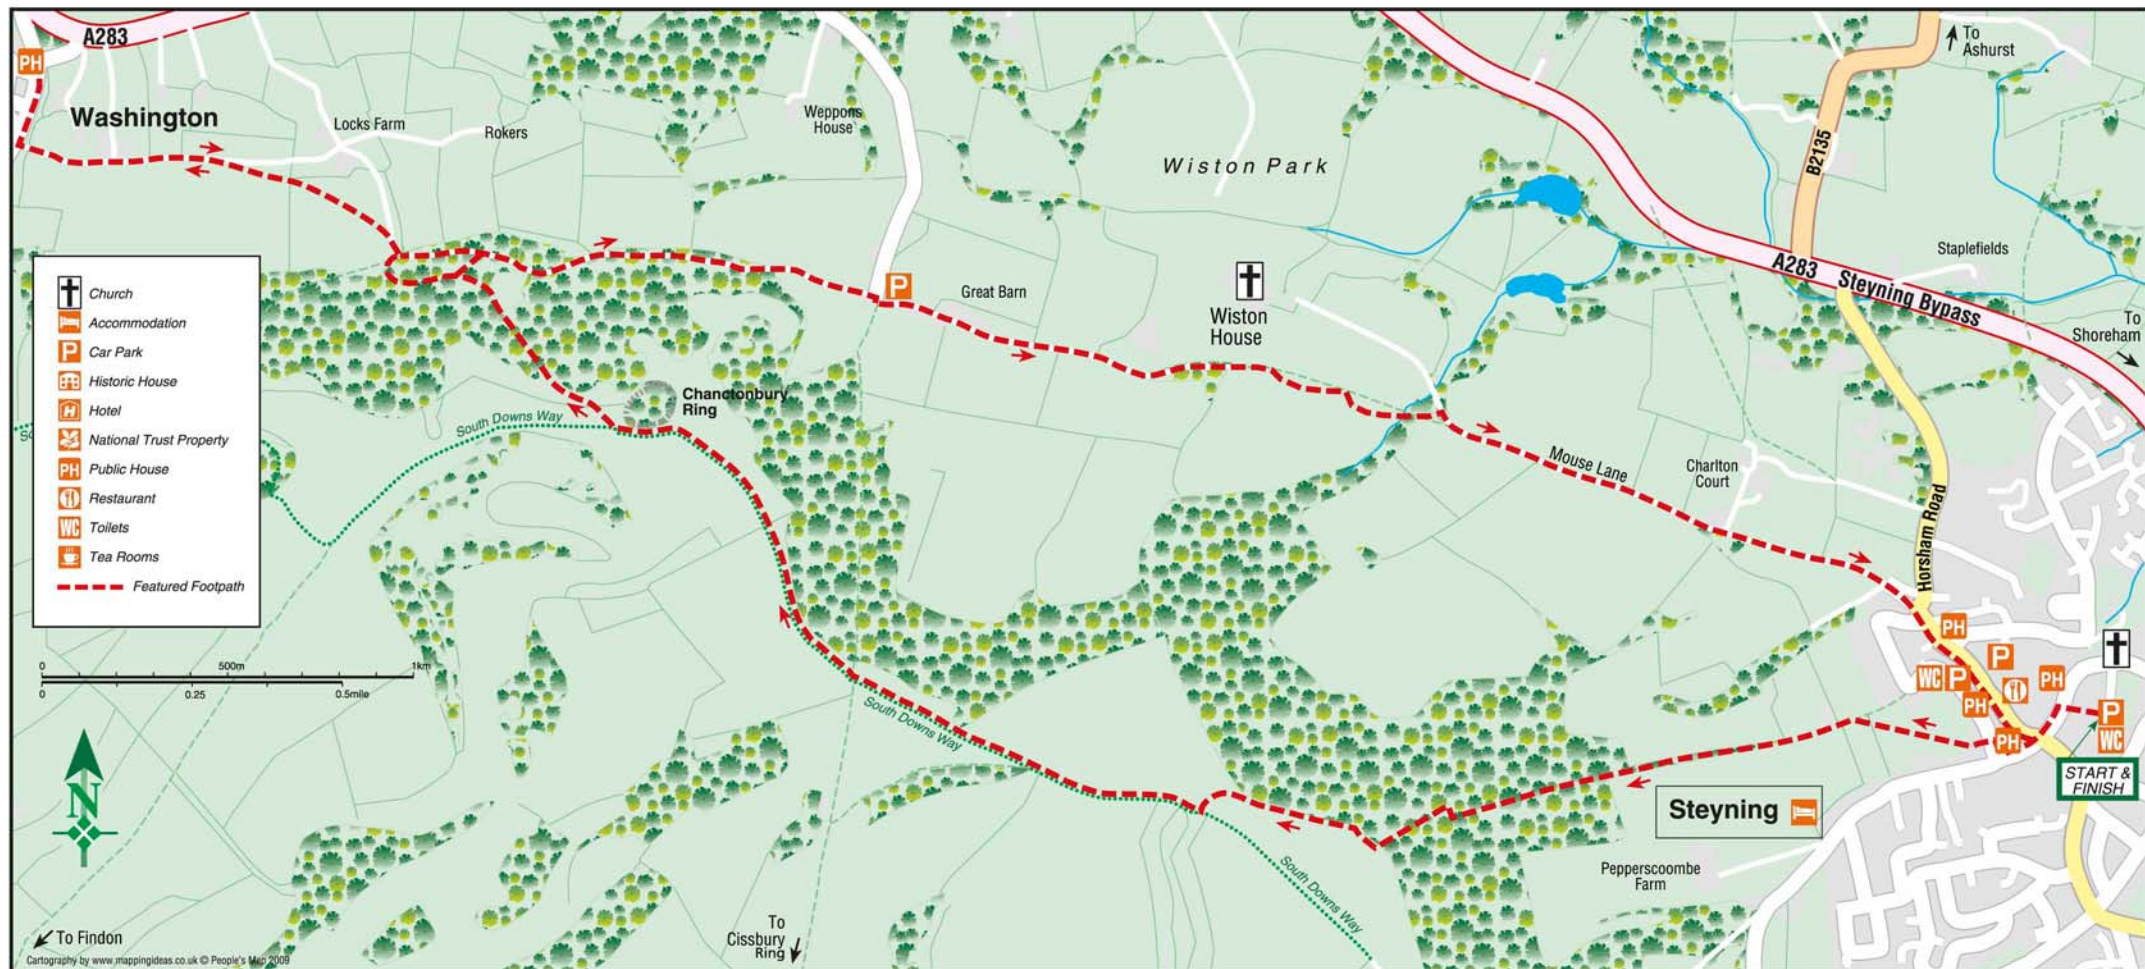 A283
PH
Washington
Locks Farm
Rokers
Weppons
House
Wiston Park
To
Ashurst
B2135
Staplefields
A283 Steyning Bypass
To
Shoreham
P
Great Barn
Wiston
House
Church
Accommodation
P Car Park
Historic House
H Hotel
National Trust Property
PH Public House
Restaurant
WC Toilets
Tea Rooms
Featured Footpath
Chanctonbury
Ring
South Downs Way
Mouse Lane
Charlton
Court
Horsham Road
0 500m 1km
0 0.25 0.5mile
PH
P
WC P
PH
PH
PH
P
WC
START &
FINISH
South Downs Way
N
Steyning
Pepperscoombe
Farm
South Downs Way
To
Cissbury
Ring
To Findon
Cartography by www.mappingideas.co.uk © People's Map 2009